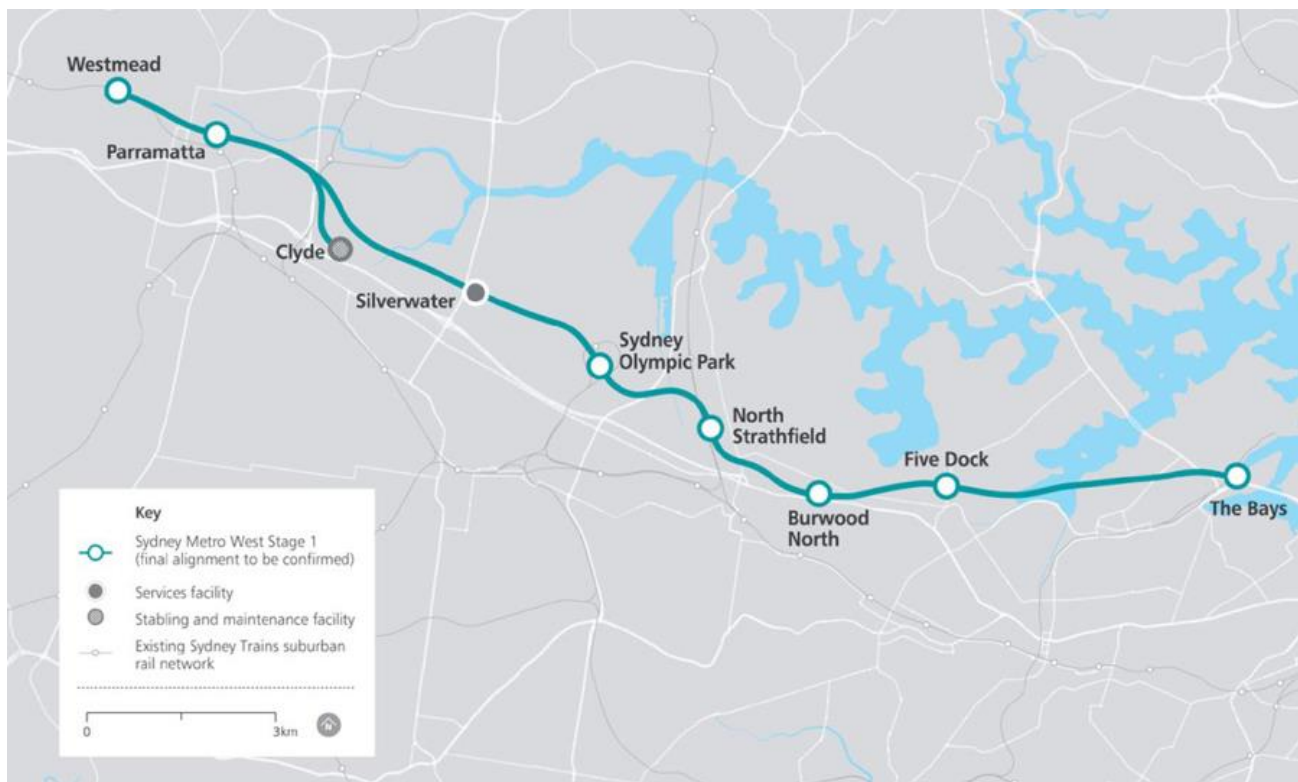 Westmead
Parramatta
Clyde
Silverwater
Sydney
Olympic Park
North
Strathfield
Five Dock
Burwood
North
The Bays
Key
Sydney Metro West Stage 1
(final alignment to be confirmed)
Services facility
Stabling and maintenance facility
Existing Sydney Trains suburban
rail network
0 3km N